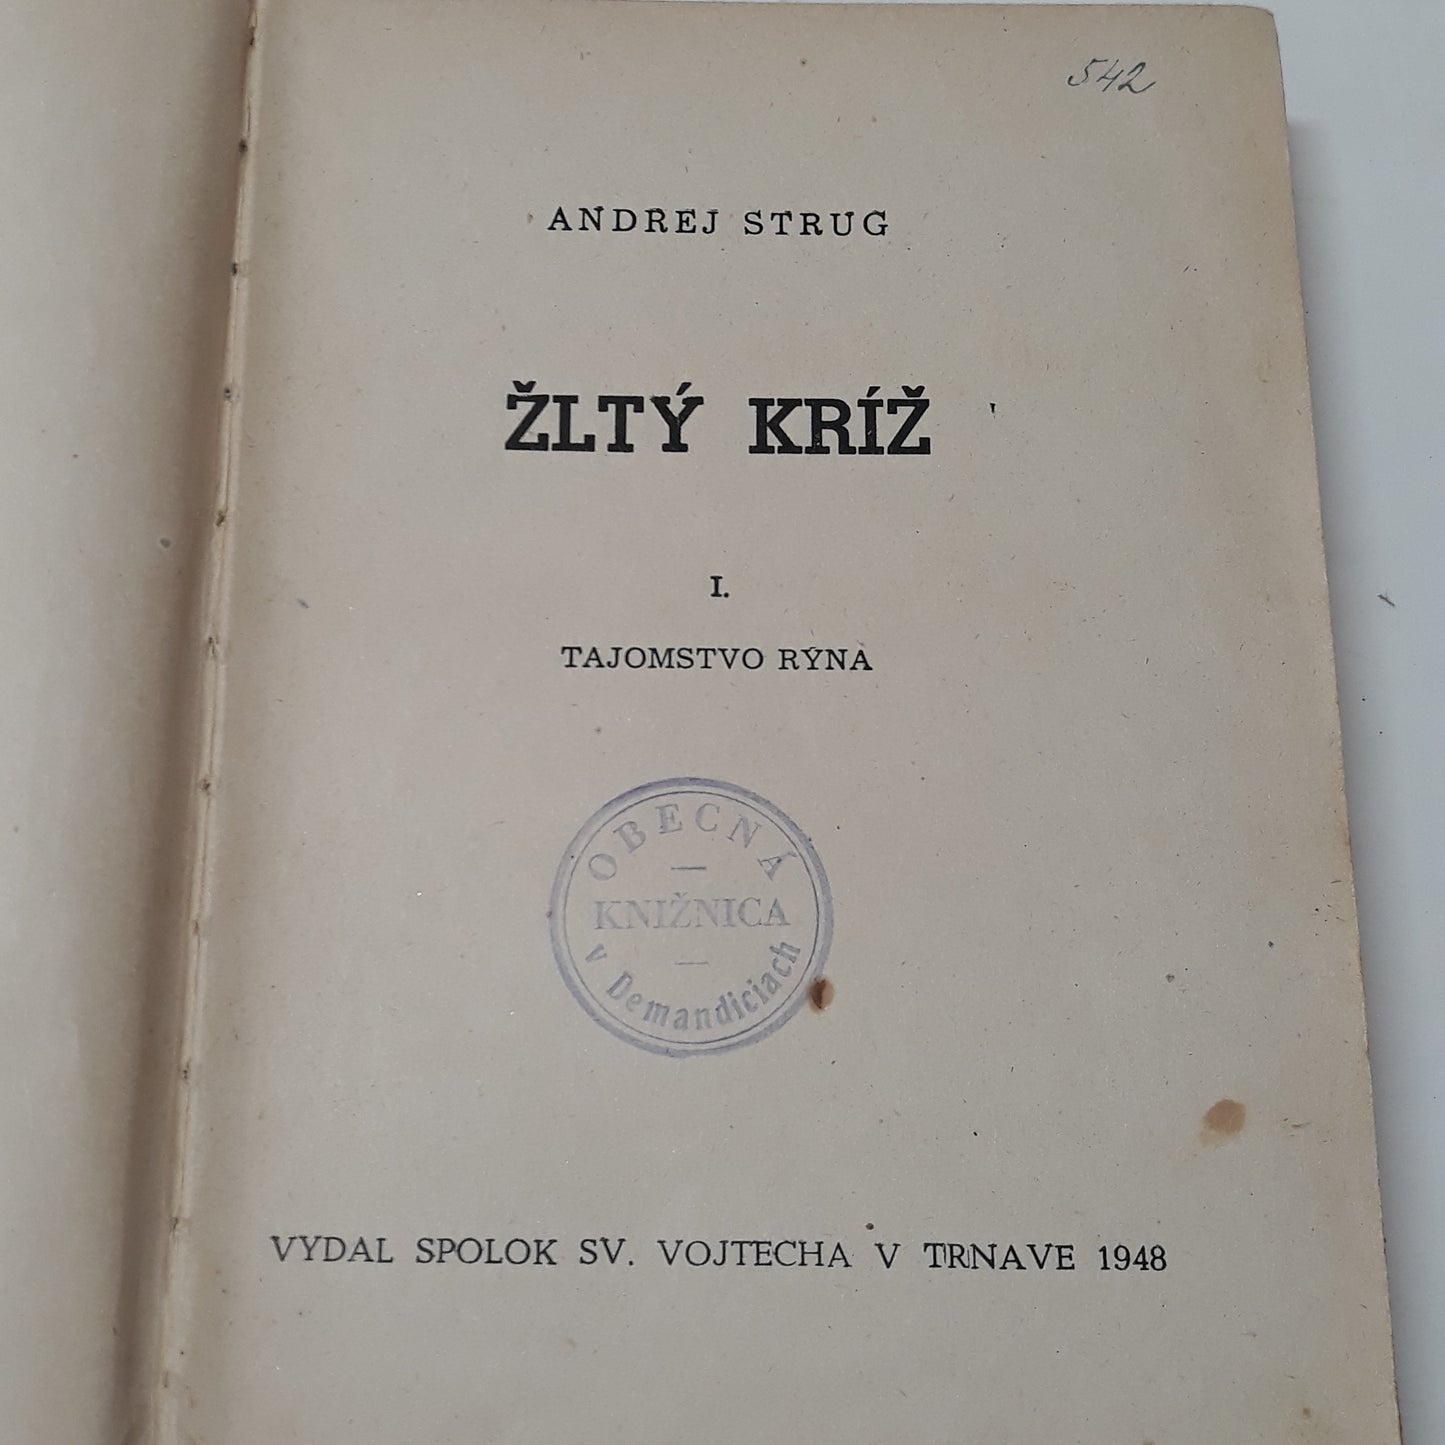 542
ANDREJ STRUG
ŽLTÝ KRÍŽ
I.
TAJOMSTVO RÝNA
OBECNÁ
KNIŽNICA
v Demandiciach
VYDAL SPOLOK SV. VOJTECHA V TRNAVE 1948